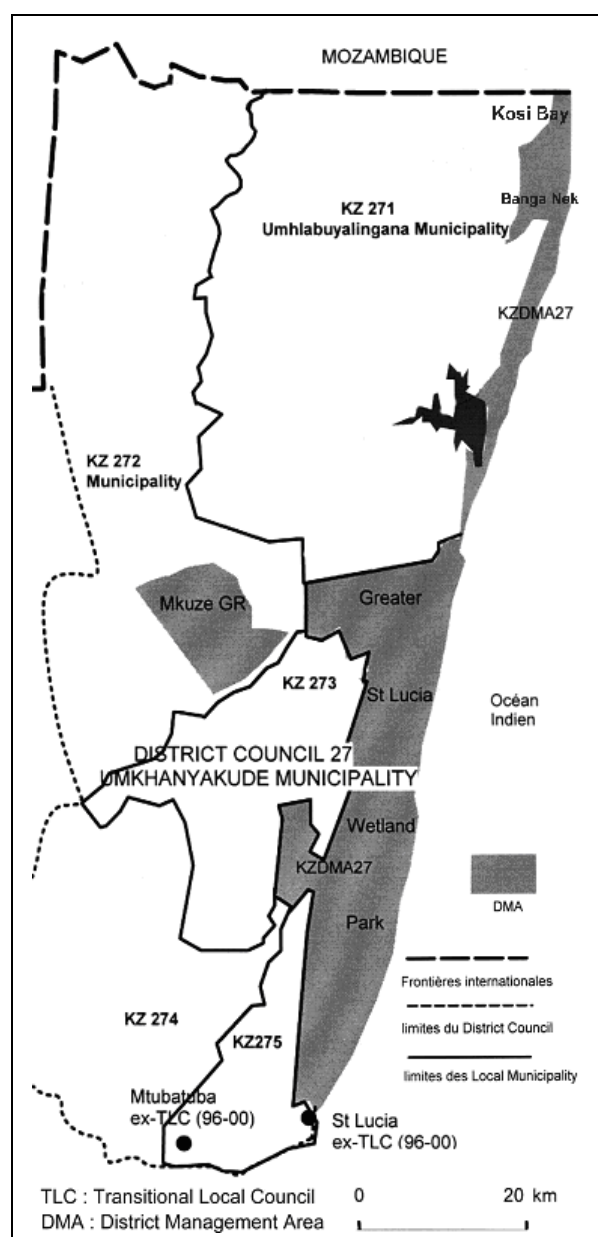 MOZAMBIQUE
Kosi Bay
Banga Nek
KZ 271
Umhlabuyalingana Municipality
KZDMA27
KZ 272
Municipality
Mkuze GR
Greater
KZ 273
St Lucia
Océan
Indien
DISTRICT COUNCIL 27
UMKHANYAKUDE MUNICIPALITY
Wetland
KZDMA27
DMA
Park
Frontières internationales
KZ 274
KZ275
limites du District Council
limites des Local Municipality
Mtubatuba
ex-TLC (96-00)
St Lucia
ex-TLC (96-00)
TLC : Transitional Local Council
0 20 km
DMA : District Management Area